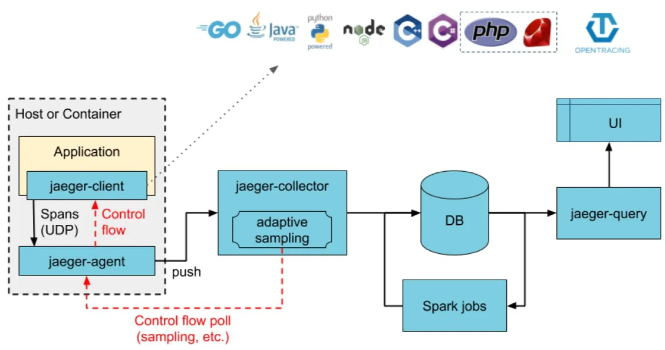 GO
Java
POWERED
python
powered
node
JS
C++
C#
php
OPENTRACING
Host or Container
Application
jaeger-client
Spans
(UDP)
Control
flow
jaeger-agent
push
jaeger-collector
adaptive
sampling
Control flow poll
(sampling, etc.)
DB
Spark jobs
UI
jaeger-query